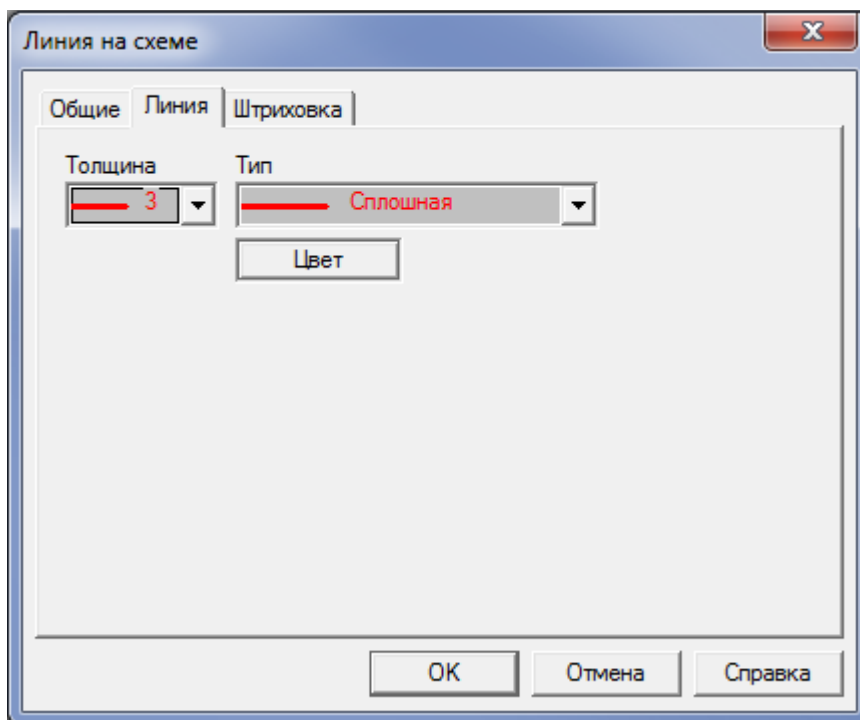 Линия на схеме
Общие Линия Штриховка
Толщина Тип
3 Сплошная
Цвет
OK Отмена Справка